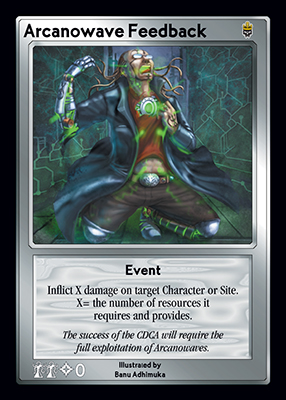 Arcanowave Feedback
Event
Inflict X damage on target Character or Site.
X= the number of resources it
requires and provides.
The success of the CDCA will require the
full exploitation of Arcanowaves.
0
Illustrated by
Banu Adhimuka